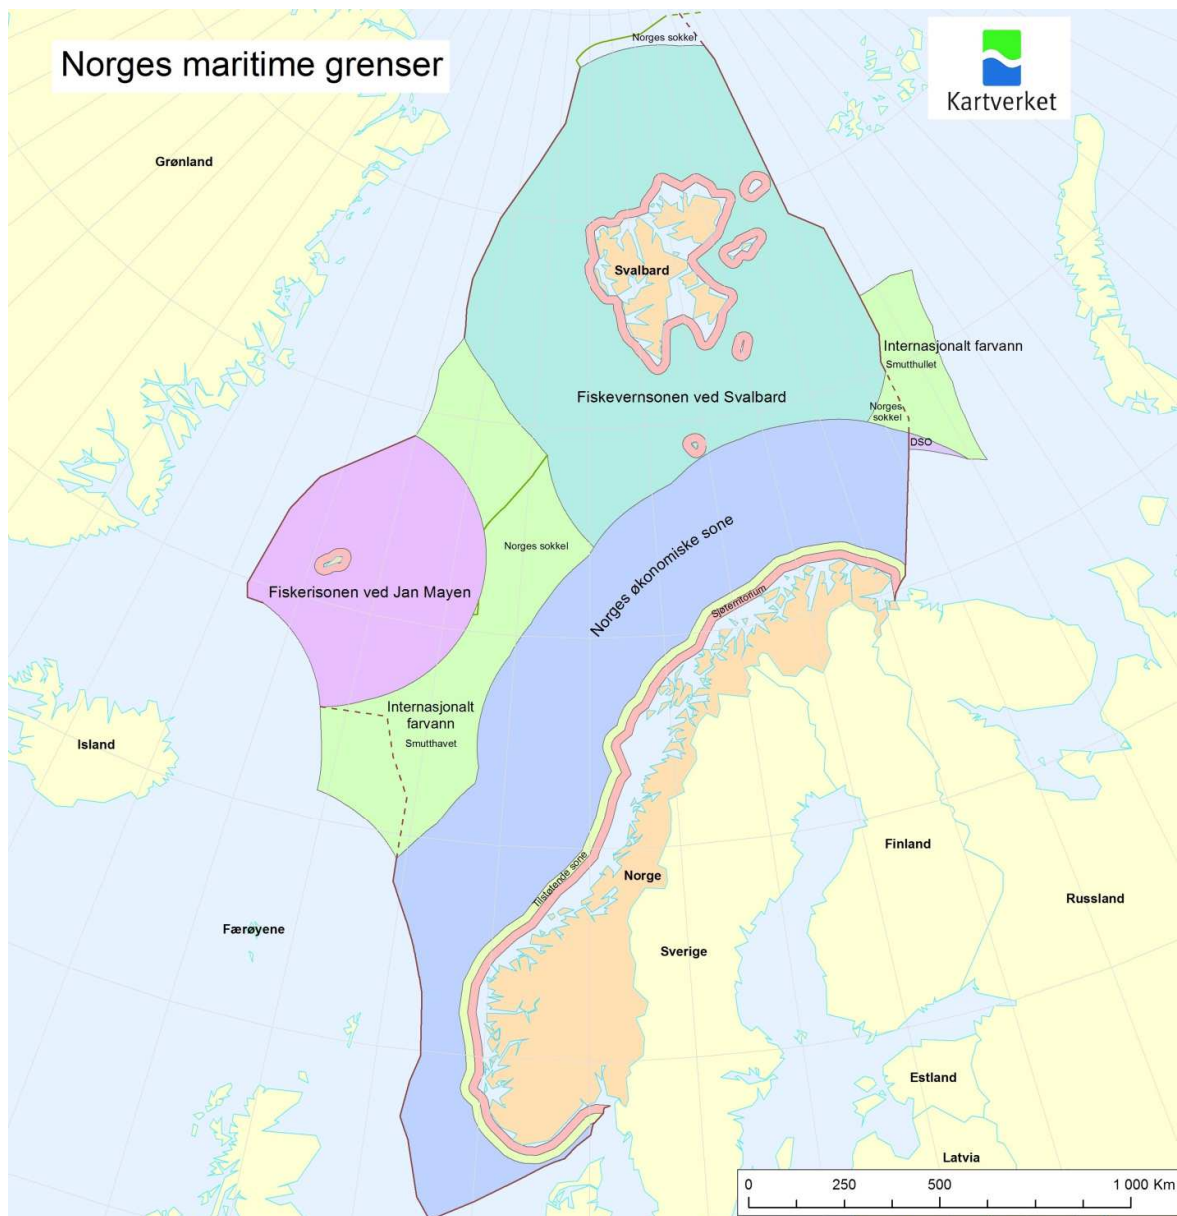 Norges maritime grenser
Norges sokkel
Kartverket
Grønland
Svalbard
Internasjonalt farvann
Smutthullet
Fiskevernsonen ved Svalbard
Norges
sokkel
DSO
Norges økonomiske sone
Norges sokkel
Fiskerisonen ved Jan Mayen
Sjøterritorium
Internasjonalt
farvann
Smutthavet
Island
Tilstøtende sone
Norge
Finland
Russland
Færøyene
Sverige
Estland
Latvia
0 250 500 1 000 Km